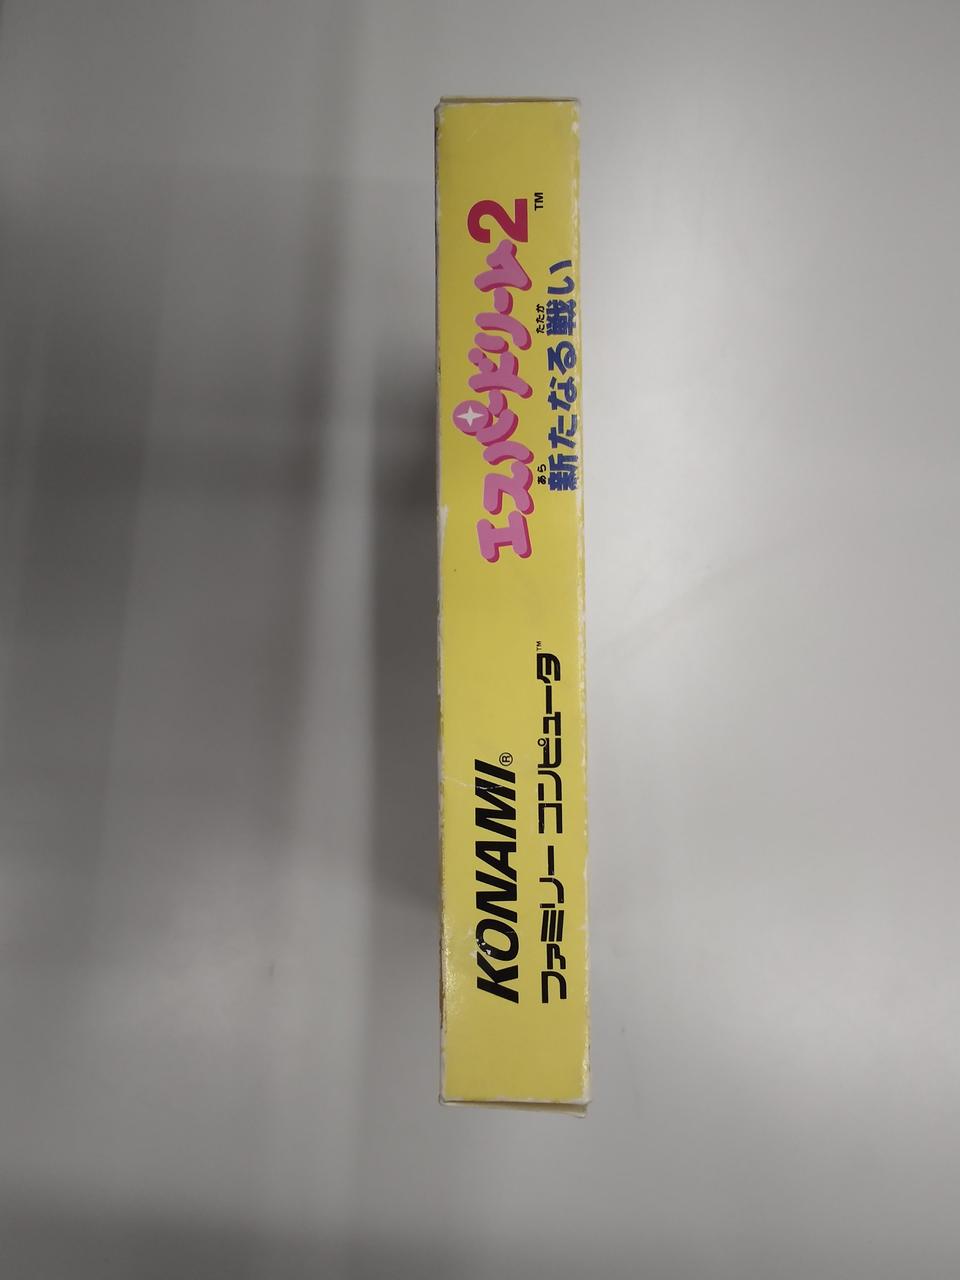 KONAMI®
ファミリー コンピュータ™
エスパードリーム2™
あら たたか
新たなる戦い